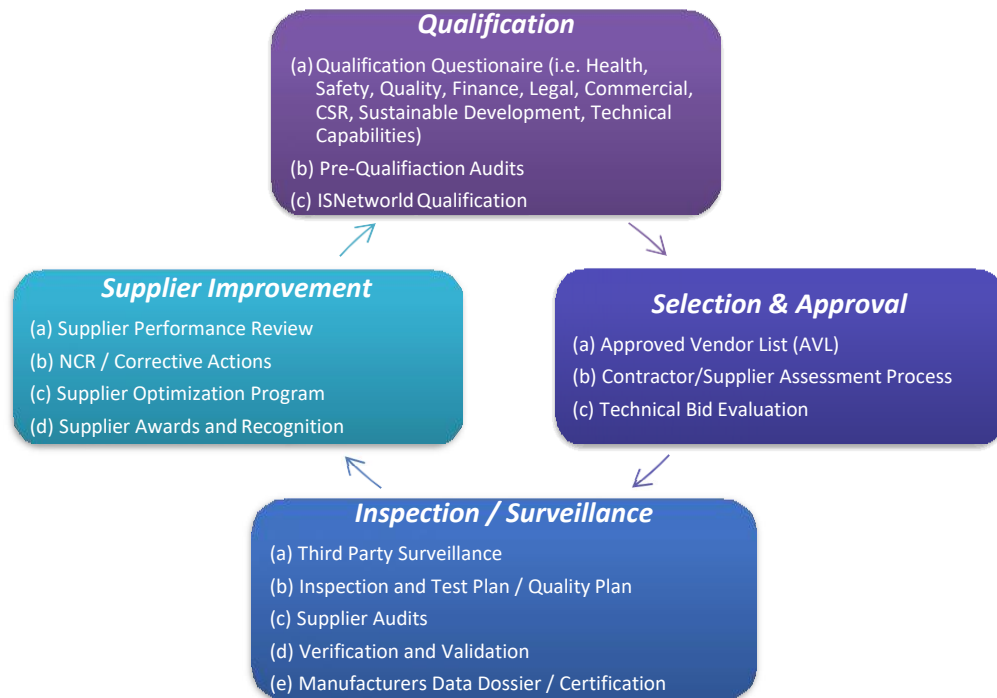 Qualification
(a) Qualification Questionaire (i.e. Health,
Safety, Quality, Finance, Legal, Commercial,
CSR, Sustainable Development, Technical
Capabilities)
(b) Pre-Qualifiaction Audits
(c) ISNetworld Qualification
Supplier Improvement
(a) Supplier Performance Review
(b) NCR / Corrective Actions
(c) Supplier Optimization Program
(d) Supplier Awards and Recognition
Selection & Approval
(a) Approved Vendor List (AVL)
(b) Contractor/Supplier Assessment Process
(c) Technical Bid Evaluation
Inspection / Surveillance
(a) Third Party Surveillance
(b) Inspection and Test Plan / Quality Plan
(c) Supplier Audits
(d) Verification and Validation
(e) Manufacturers Data Dossier / Certification